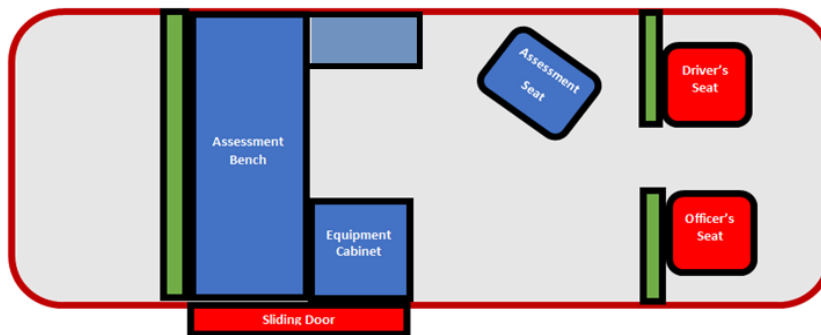 Assessment
Bench
Equipment
Cabinet
Assessment
Seat
Driver's
Seat
Officer's
Seat
Sliding Door